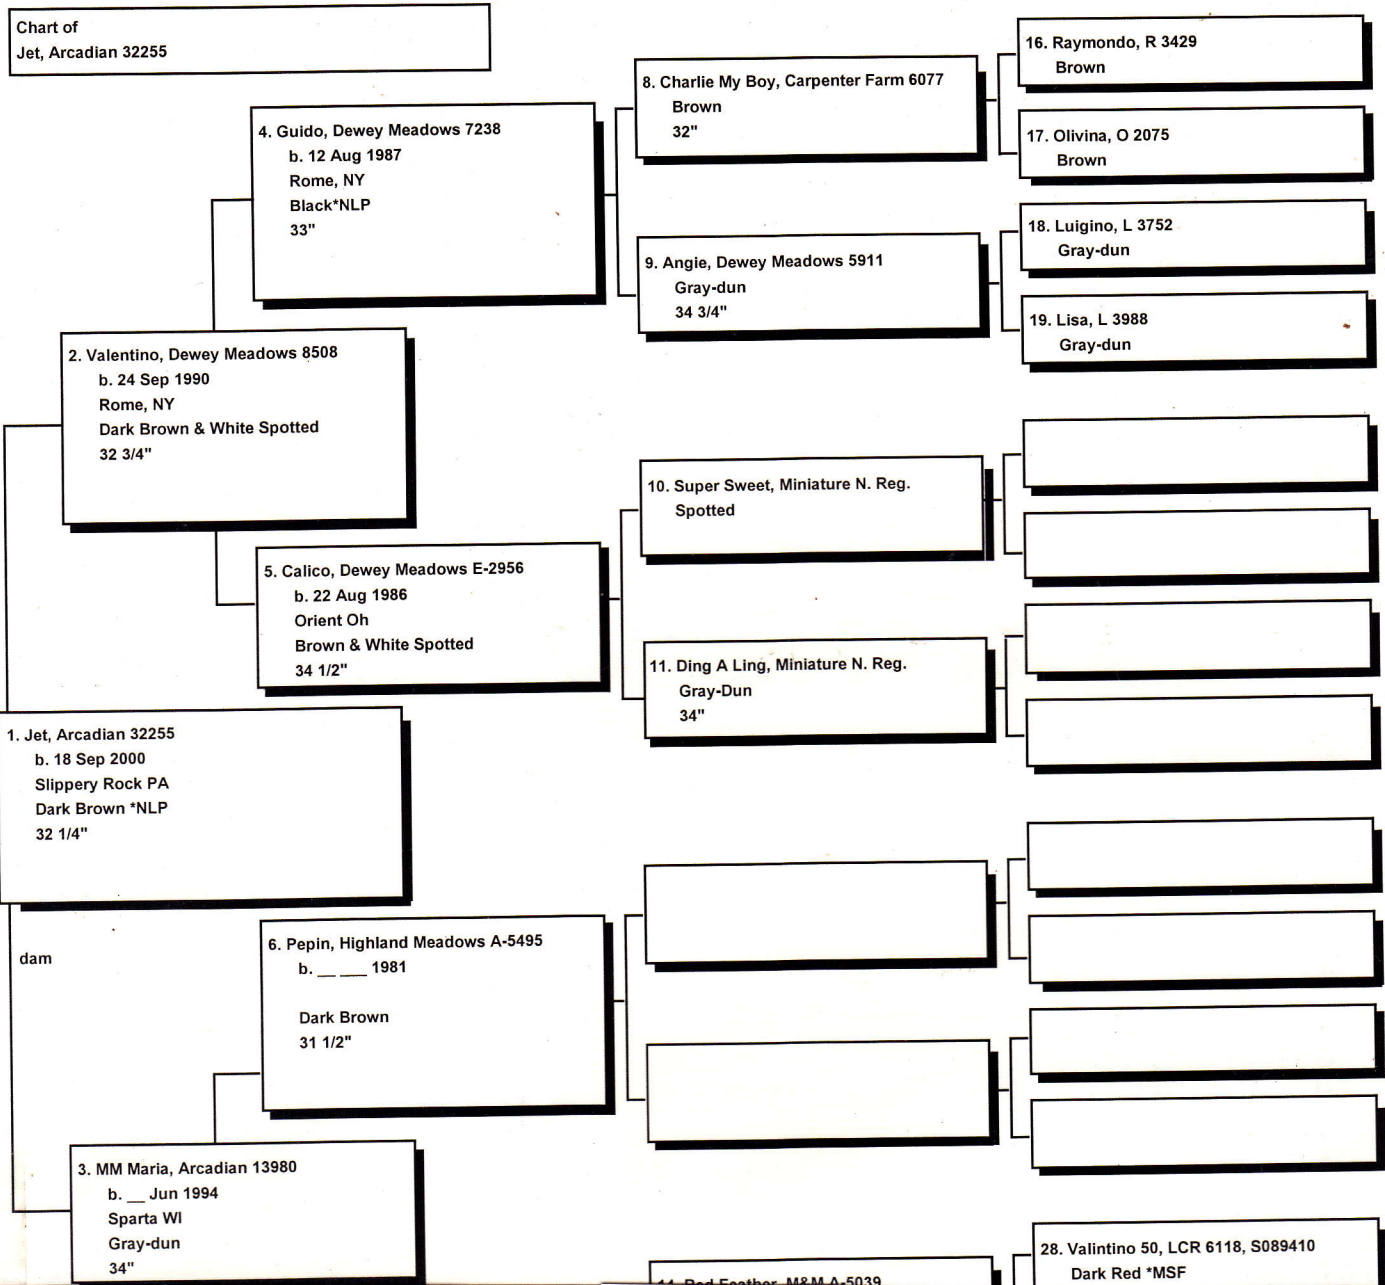 Chart of
Jet, Arcadian 32255
16. Raymondo, R 3429
Brown
8. Charlie My Boy, Carpenter Farm 6077
Brown
32"
17. Olivina, O 2075
Brown
4. Guido, Dewey Meadows 7238
b. 12 Aug 1987
Rome, NY
Black*NLP
33"
18. Luigino, L 3752
Gray-dun
9. Angie, Dewey Meadows 5911
Gray-dun
34 3/4"
19. Lisa, L 3988
Gray-dun
2. Valentino, Dewey Meadows 8508
b. 24 Sep 1990
Rome, NY
Dark Brown & White Spotted
32 3/4"
10. Super Sweet, Miniature N. Reg.
Spotted
5. Calico, Dewey Meadows E-2956
b. 22 Aug 1986
Orient Oh
Brown & White Spotted
34 1/2"
11. Ding A Ling, Miniature N. Reg.
Gray-Dun
34"
1. Jet, Arcadian 32255
b. 18 Sep 2000
Slippery Rock PA
Dark Brown *NLP
32 1/4"
dam
6. Pepin, Highland Meadows A-5495
b. __ ___ 1981
Dark Brown
31 1/2"
3. MM Maria, Arcadian 13980
b. __ Jun 1994
Sparta WI
Gray-dun
34"
28. Valintino 50, LCR 6118, S089410
Dark Red *MSF
14. Red Feather, M&M A-5039